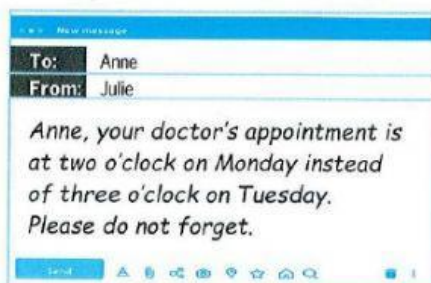 New message
To: Anne
From: Julie
Anne, your doctor's appointment is
at two o'clock on Monday instead
of three o'clock on Tuesday.
Please do not forget.
Send